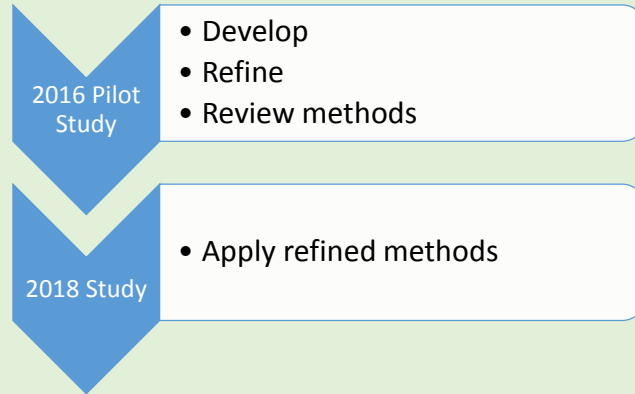 2016 Pilot
Study
• Develop
• Refine
• Review methods
2018 Study
• Apply refined methods